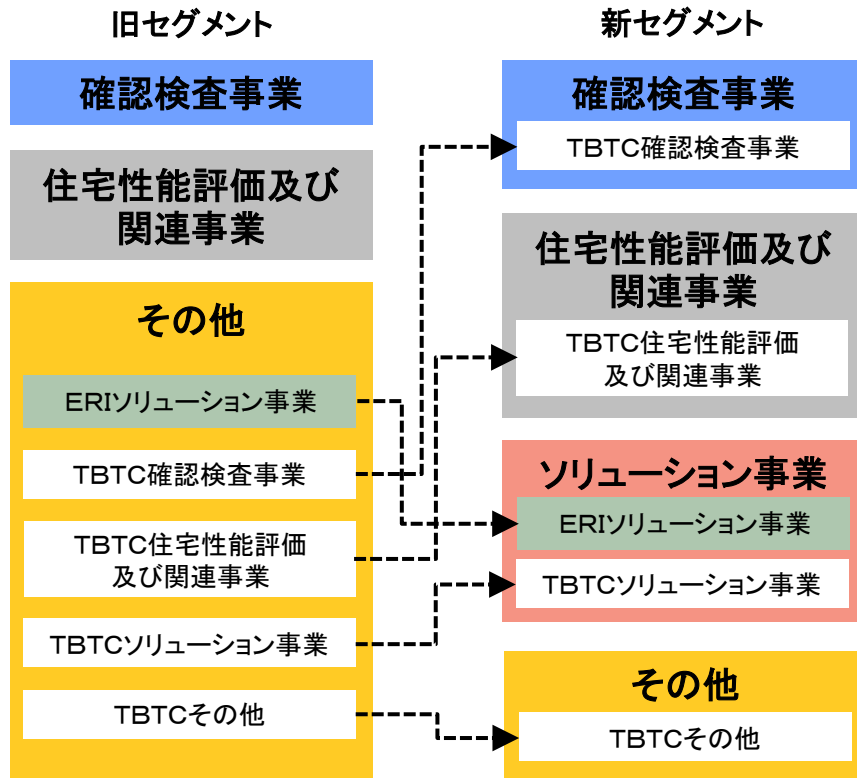 旧セグメント
確認検査事業
住宅性能評価及び
関連事業
その他
ERIソリューション事業
TBTC確認検査事業
TBTC住宅性能評価
及び関連事業
TBTCソリューション事業
TBTCその他
新セグメント
確認検査事業
TBTC確認検査事業
住宅性能評価及び
関連事業
TBTC住宅性能評価
及び関連事業
ソリューション事業
ERIソリューション事業
TBTCソリューション事業
その他
TBTCその他